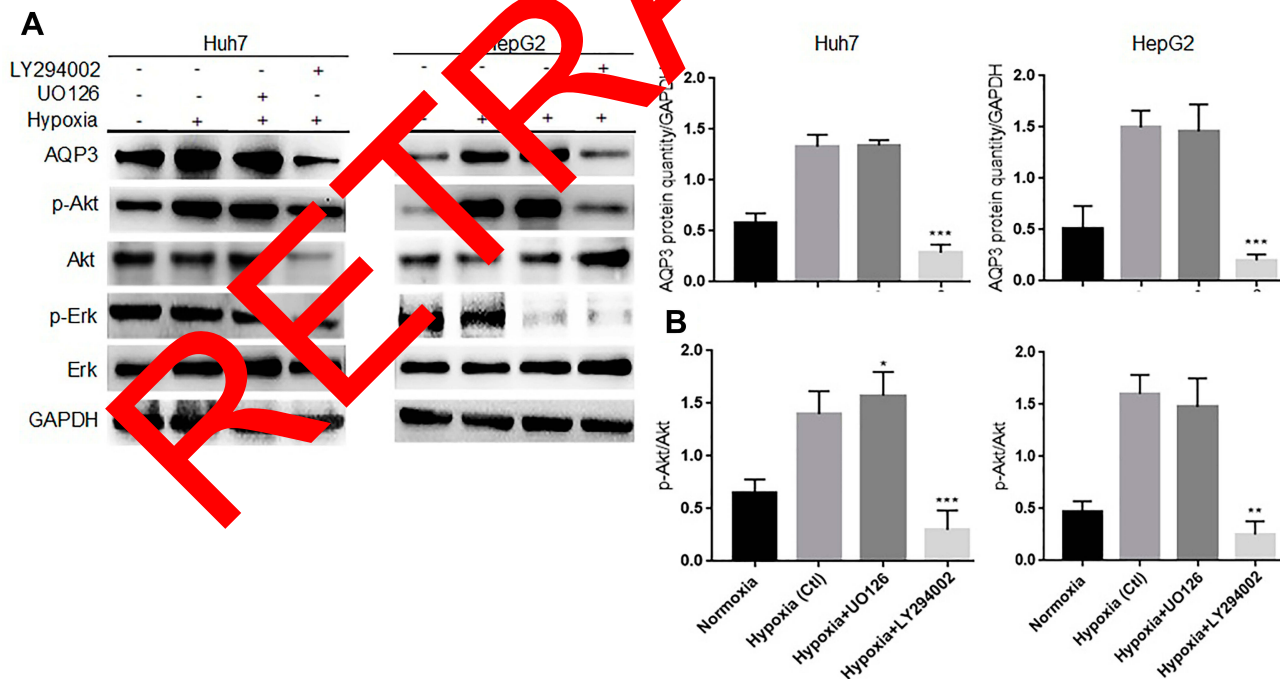 A
Huh7
HepG2
LY294002 - - - + - - - +
UO126 - - + -
Hypoxia - + + + - + + +
AQP3
p-Akt
Akt
p-Erk
Erk
GAPDH
RETRA
Huh7
HepG2
AQP3 protein quantity/GAPDH
2.0
1.5
1.0
0.5
0.0
***
AQP3 protein quantity/GAPDH
2.0
1.5
1.0
0.5
0.0
***
B
p-Akt/Akt
2.0
1.5
1.0
0.5
0.0
*
***
Normoxia
Hypoxia (Ctl)
Hypoxia+UO126
Hypoxia+LY294002
p-Akt/Akt
2.0
1.5
1.0
0.5
0.0
**
Normoxia
Hypoxia (Ctl)
Hypoxia+UO126
Hypoxia+LY294002